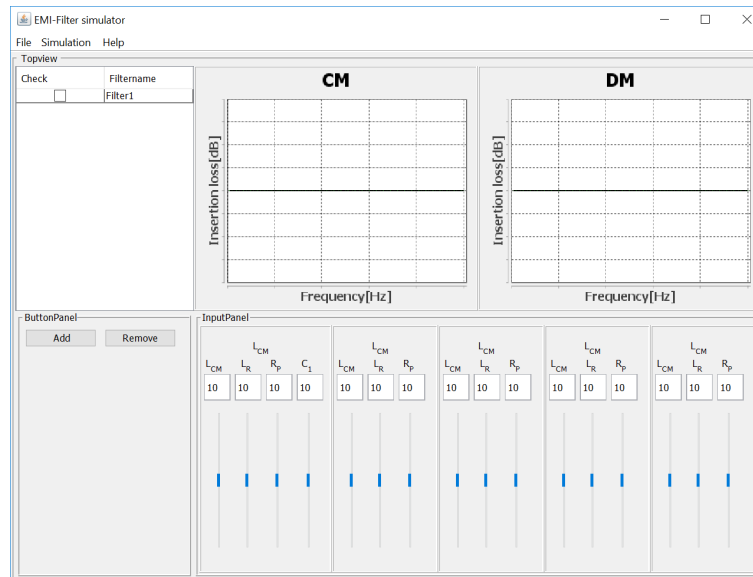 EMI-Filter simulator
File Simulation Help
Topview
Check Filtername
Filter1
CM
Insertion loss[dB]
Frequency[Hz]
DM
Insertion loss[dB]
Frequency[Hz]
ButtonPanel
Add Remove
InputPanel
LCM
LCM LR RP C1
10 10 10 10
LCM
LCM LR RP
10 10 10
LCM
LCM LR RP
10 10 10
LCM
LCM LR RP
10 10 10
LCM
LCM LR RP
10 10 10